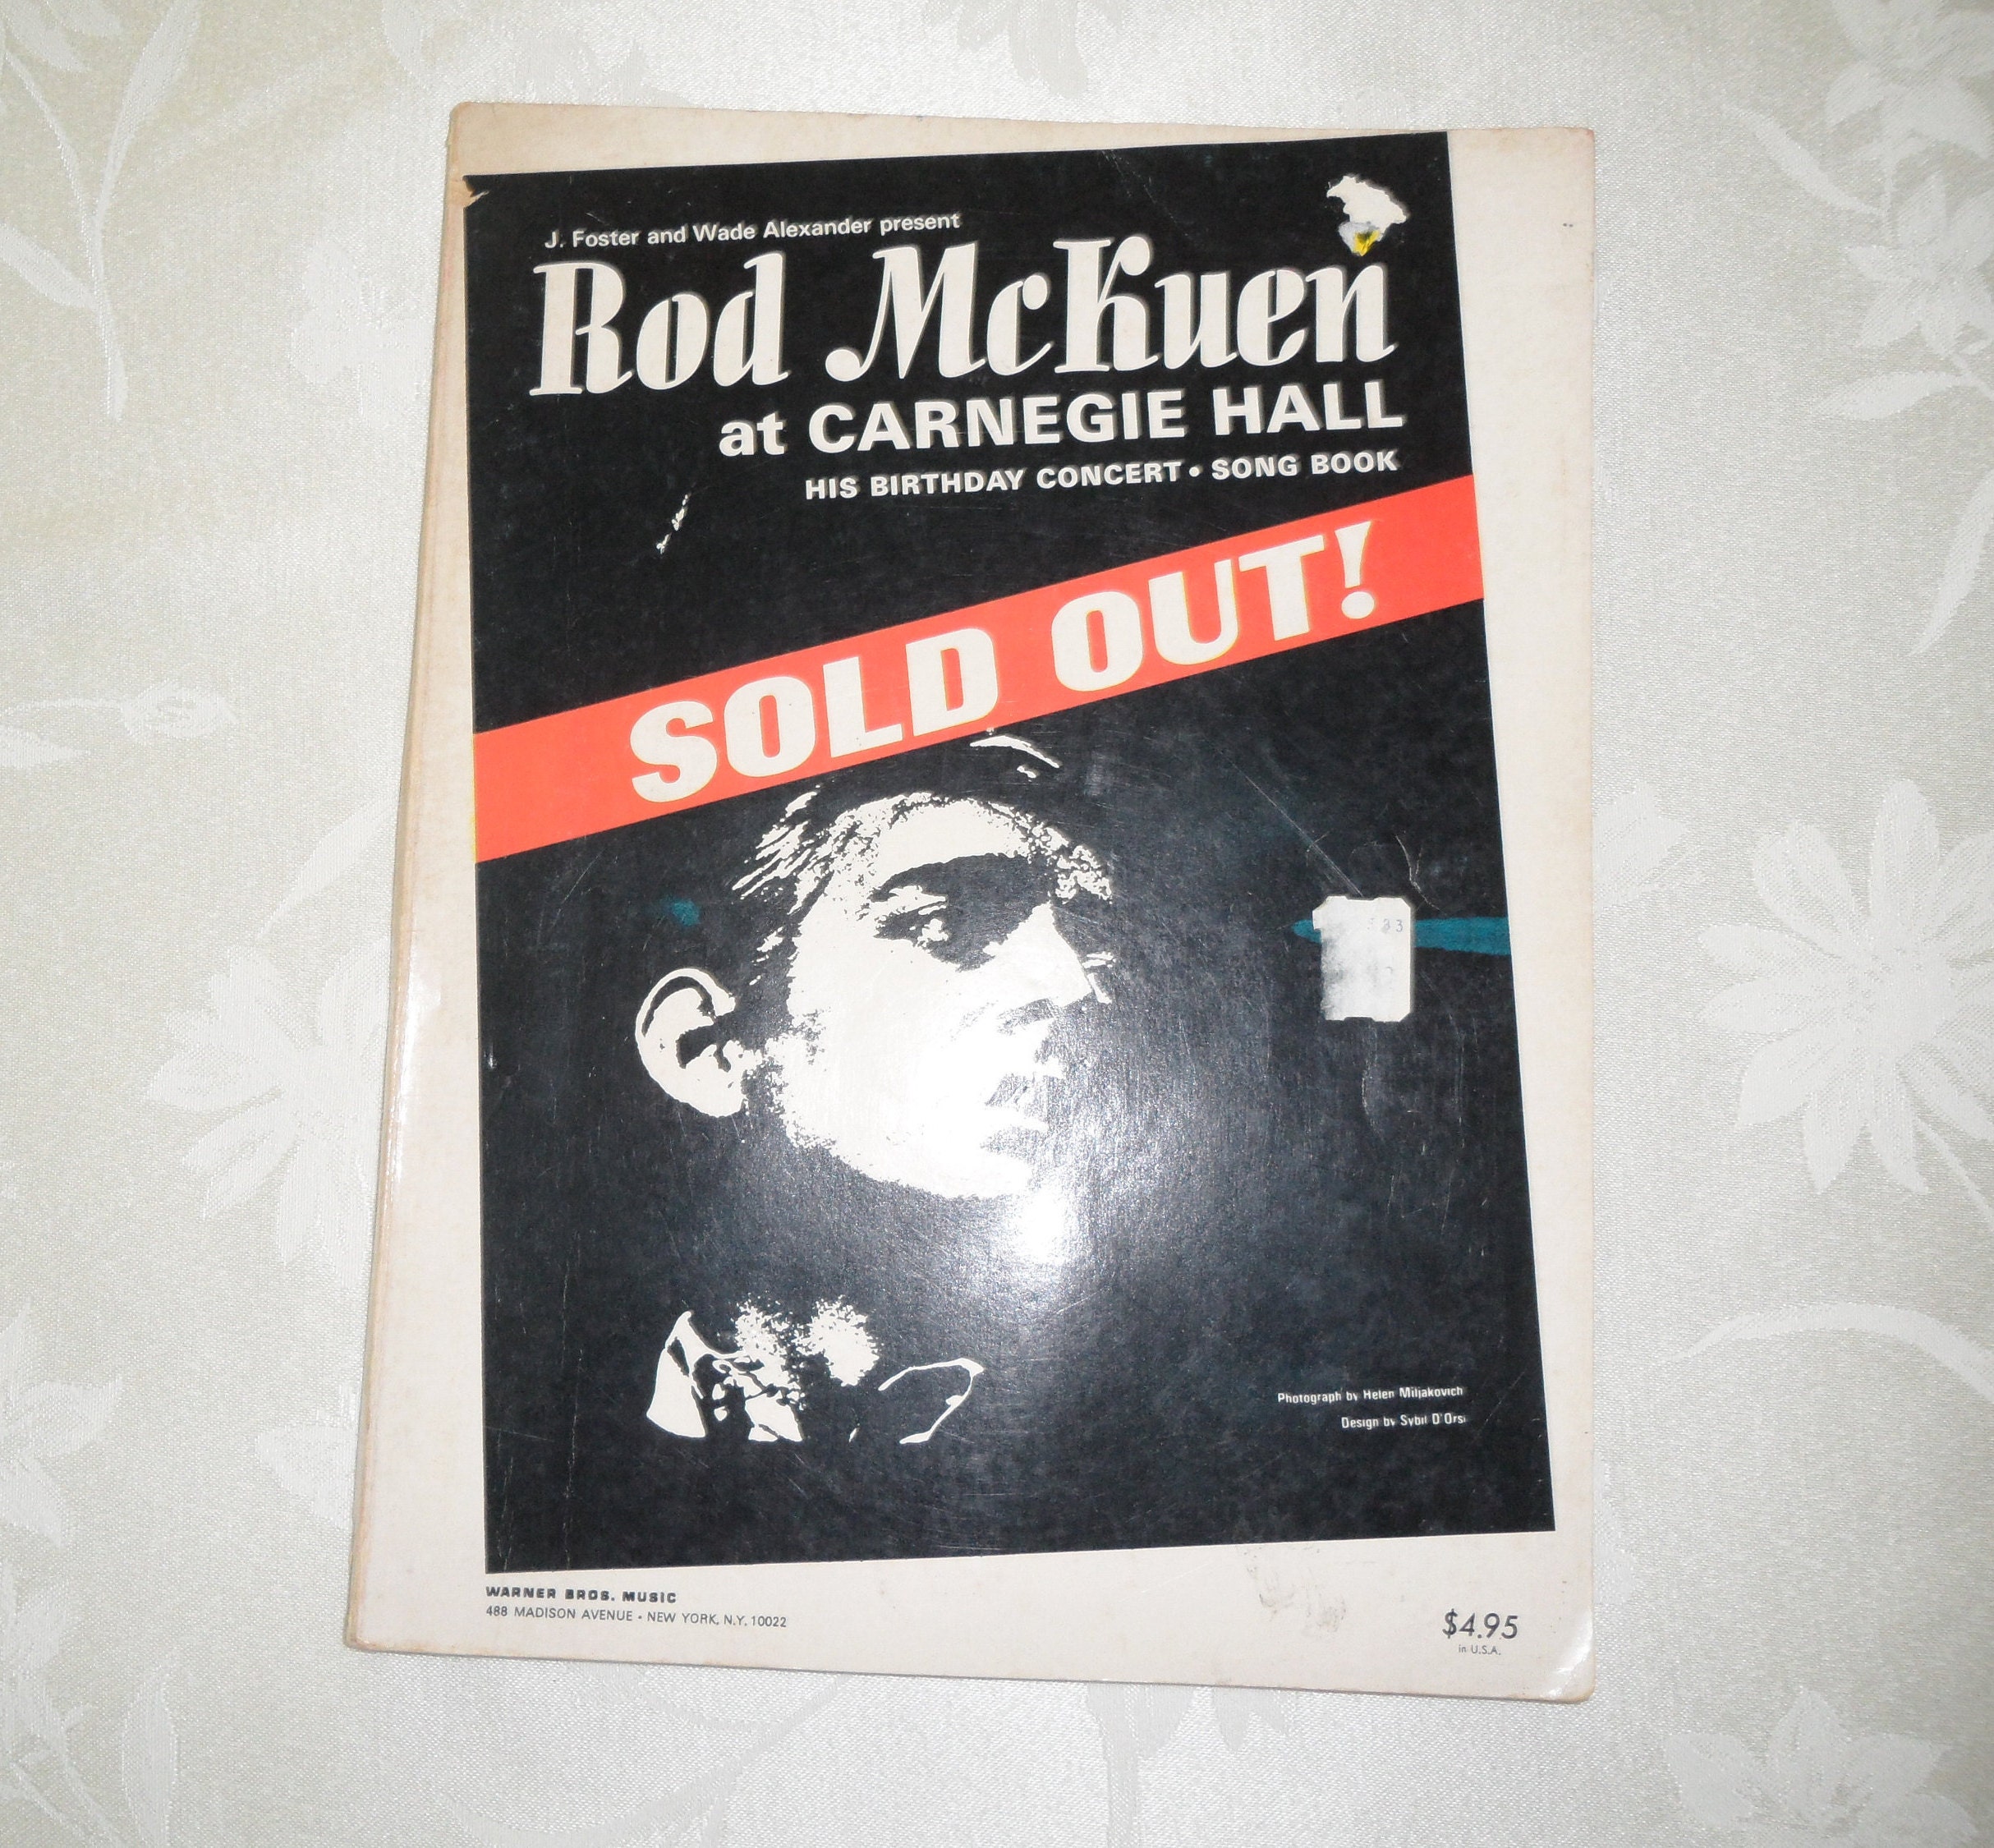 J. Foster and Wade Alexander present
Rod McKuen
at CARNEGIE HALL
HIS BIRTHDAY CONCERT • SONG BOOK
SOLD OUT!
Photograph by Helen Miljakovich
Design by Sybil D'Orsi
WARNER BROS. MUSIC
488 MADISON AVENUE • NEW YORK, N.Y. 10022
$4.95
in U.S.A.